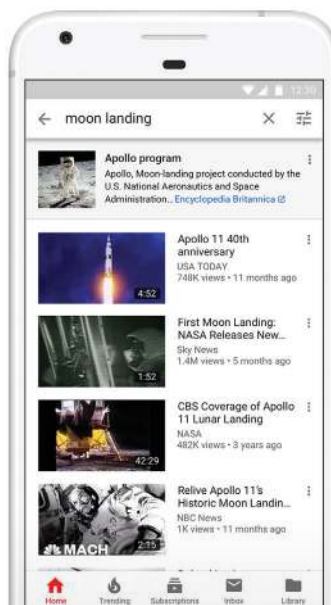 12:30
moon landing
Apollo program
Apollo, Moon-landing project conducted by the
U.S. National Aeronautics and Space
Administration... Encyclopedia Britannica
Apollo 11 40th
anniversary
USA TODAY
748K views • 11 months ago
4:52
First Moon Landing:
NASA Releases New...
Sky News
1.4M views • 5 months ago
1:52
CBS Coverage of Apollo
11 Lunar Landing
NASA
482K views • 3 years ago
42:29
Relive Apollo 11's
Historic Moon Landin...
NBC News
1K views • 11 months ago
MACH
2:15
Home Trending Subscriptions Inbox Library